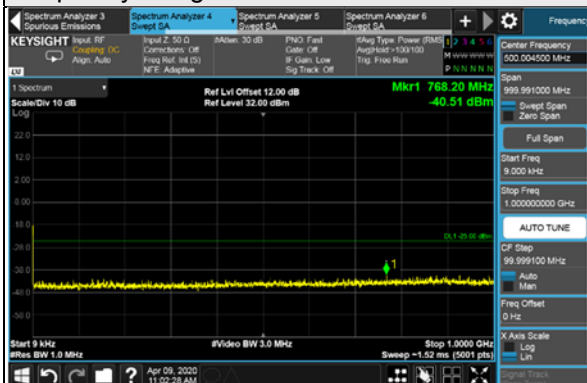 Spectrum Analyzer 3
Spurious Emissions
Spectrum Analyzer 4
Swept SA
Spectrum Analyzer 5
Swept SA
Spectrum Analyzer 6
Swept SA
+
Frequency
KEYSIGHT
Input: RF
Coupling: DC
Align: Auto
Input Z: 50 Ω
Corrections: Off
Freq Ref: Int (S)
NFE: Adaptive
#Atten: 30 dB
PNO: Fast
Gate: Off
IF Gain: Low
Sig Track: Off
#Avg Type: Power (RMS)
Avg|Hold:>100/100
Trig: Free Run
1 2 3 4 5 6
M W W W W W
P N N N N N
1 Spectrum
Scale/Div 10 dB
Log
Ref Lvl Offset 12.00 dB
Ref Level 32.00 dBm
Mkr1 768.20 MHz
-40.51 dBm
22.0
12.0
2.00
-8.00
-18.0
-28.0
-38.0
-48.0
-58.0
DL1 -25.00 dBm
1
Start 9 kHz
#Res BW 1.0 MHz
#Video BW 3.0 MHz
Stop 1.0000 GHz
Sweep ~1.52 ms (5001 pts)
Center Frequency
500.004500 MHz
Span
999.991000 MHz
Swept Span
Zero Span
Full Span
Start Freq
9.000 kHz
Stop Freq
1.000000000 GHz
AUTO TUNE
CF Step
99.999100 MHz
Auto
Man
Freq Offset
0 Hz
X Axis Scale
Log
Lin
Signal Track
?
Apr 09, 2020
11:02:28 AM